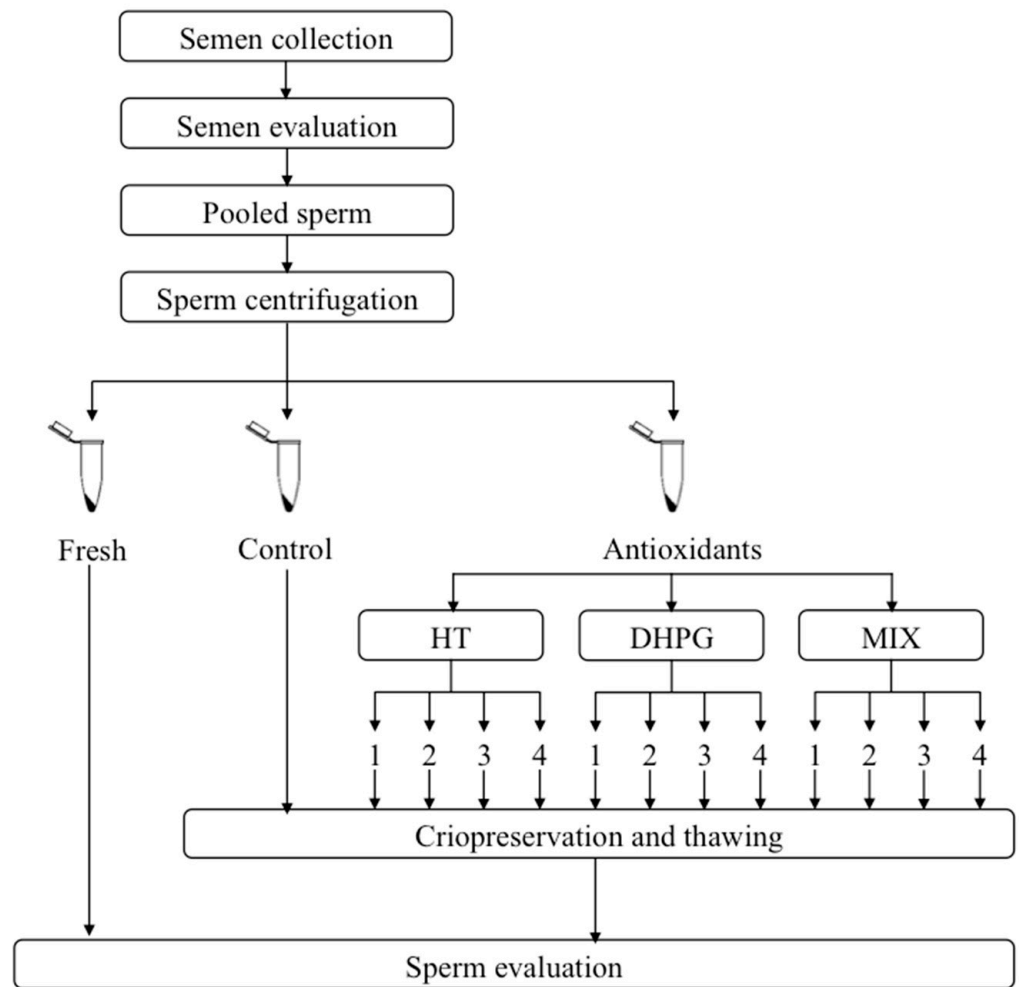 Semen collection
Semen evaluation
Pooled sperm
Sperm centrifugation
Fresh Control Antioxidants
HT DHPG MIX
1 2 3 4 1 2 3 4 1 2 3 4
Criopreservation and thawing
Sperm evaluation